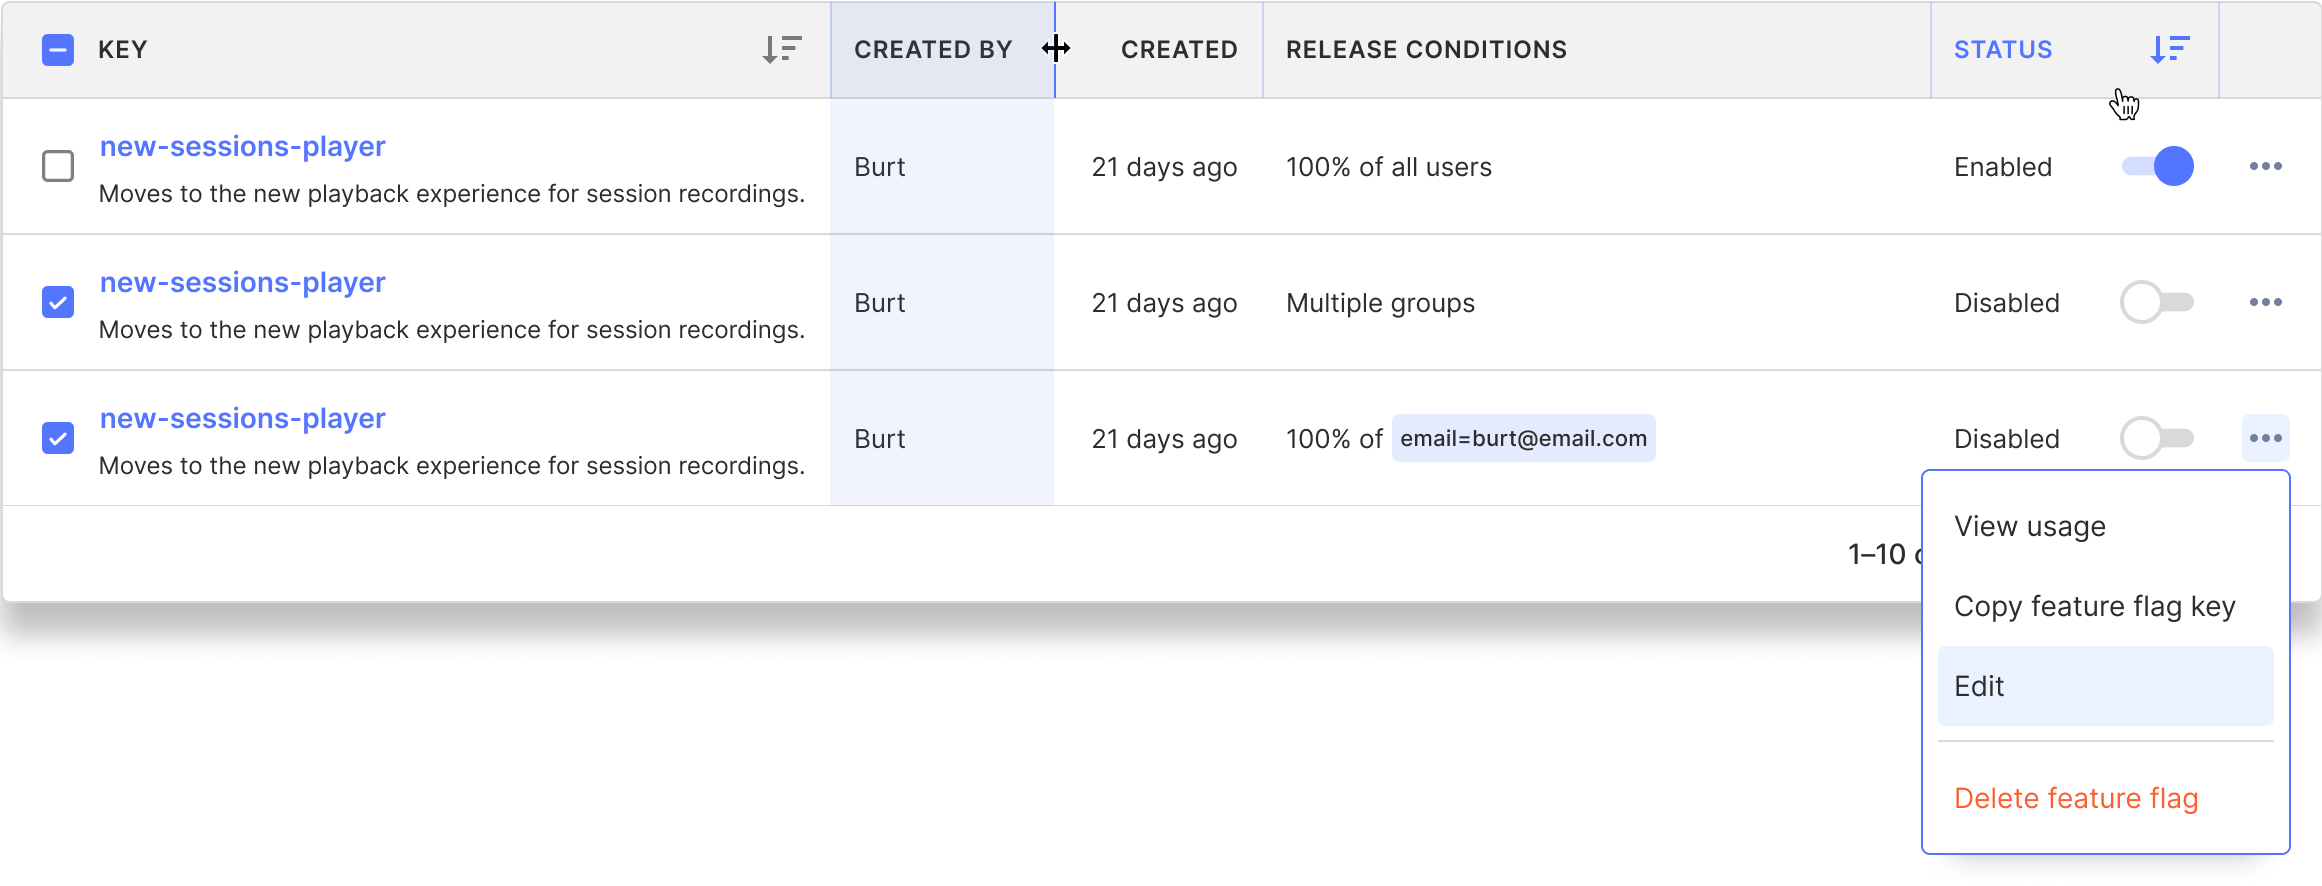 KEY CREATED BY CREATED RELEASE CONDITIONS STATUS
new-sessions-player
Moves to the new playback experience for session recordings.
Burt 21 days ago 100% of all users Enabled
new-sessions-player
Moves to the new playback experience for session recordings.
Burt 21 days ago Multiple groups Disabled
new-sessions-player
Moves to the new playback experience for session recordings.
Burt 21 days ago 100% of email=burt@email.com Disabled
1–10
View usage
Copy feature flag key
Edit
Delete feature flag